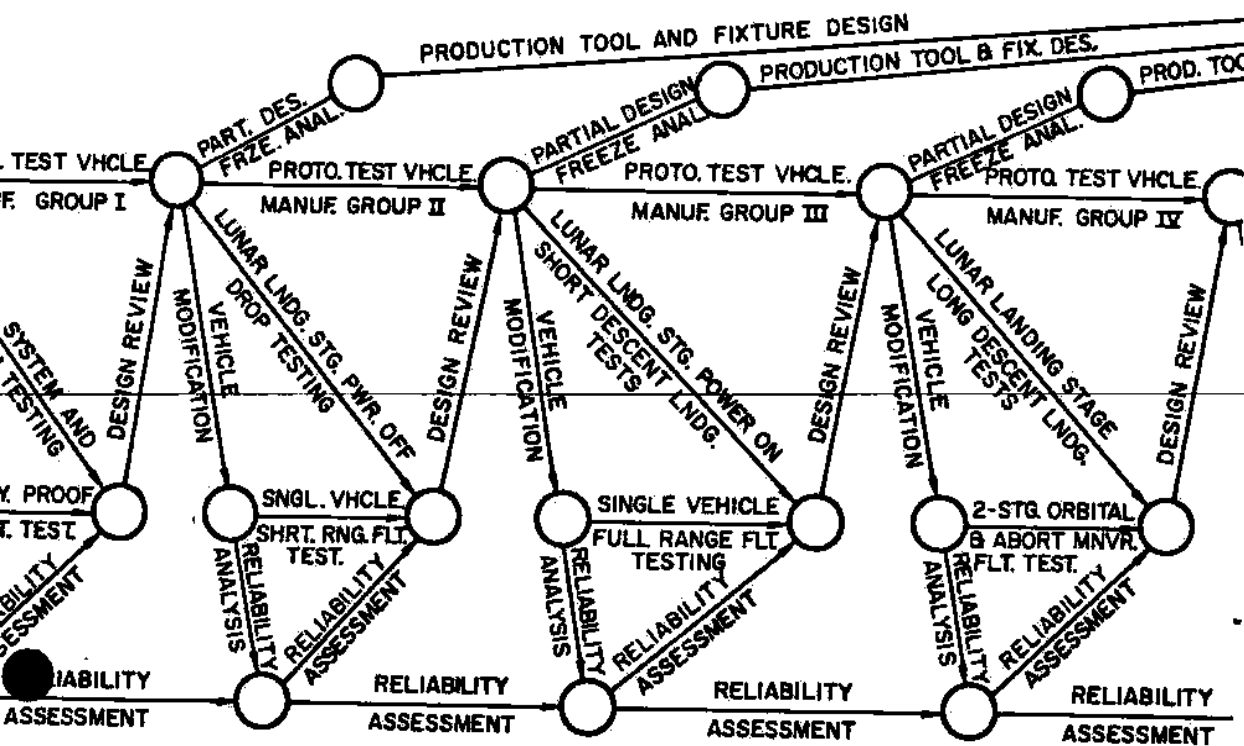 PRODUCTION TOOL AND FIXTURE DESIGN
PRODUCTION TOOL & FIX. DES.
PROD. TOO
PART. DES.
FRZE. ANAL.
PARTIAL DESIGN
FREEZE ANAL.
PARTIAL DESIGN
FREEZE ANAL.
. TEST VHCLE
F. GROUP I
PROTO. TEST VHCLE.
MANUF. GROUP II
PROTO. TEST VHCLE.
MANUF. GROUP III
PROTO. TEST VHCLE
MANUF. GROUP IV
SYSTEM AND
TESTING
DESIGN REVIEW
VEHICLE
MODIFICATION
LUNAR LNDG. STG. PWR. OFF
DROP TESTING
DESIGN REVIEW
VEHICLE
MODIFICATION
LUNAR LNDG. STG. POWER ON
SHORT DESCENT LNDG.
TESTS
DESIGN REVIEW
VEHICLE
MODIFICATION
LUNAR LANDING STAGE
LONG DESCENT LNDG.
TESTS
DESIGN REVIEW
Y. PROOF
T. TEST.
SNGL. VHCLE
SHRT. RNG. FLT.
TEST.
SINGLE VEHICLE
FULL RANGE FLT.
TESTING
2-STG. ORBITAL
& ABORT MNVR.
FLT. TEST.
BILITY
SESSMENT
RELIABILITY
ANALYSIS
RELIABILITY
ASSESSMENT
RELIABILITY
ANALYSIS
RELIABILITY
ASSESSMENT
RELIABILITY
ANALYSIS
RELIABILITY
ASSESSMENT
IABILITY
ASSESSMENT
RELIABILITY
ASSESSMENT
RELIABILITY
ASSESSMENT
RELIABILITY
ASSESSMENT